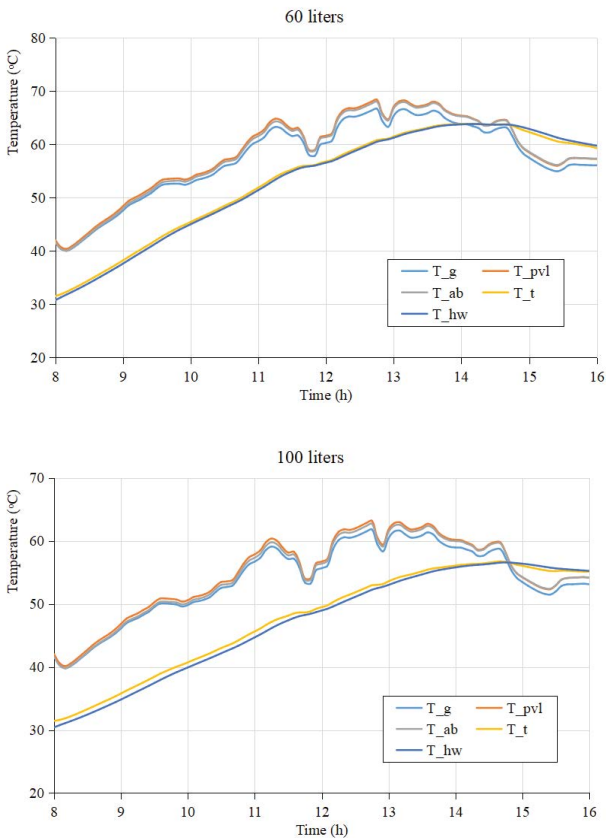 60 liters
80
70
60
50
40
30
20
Temperature (°C)
T_g T_pvl
T_ab T_t
T_hw
8 9 10 11 12 13 14 15 16
Time (h)
100 liters
70
60
50
40
30
20
Temperature (°C)
T_g T_pvl
T_ab T_t
T_hw
8 9 10 11 12 13 14 15 16
Time (h)